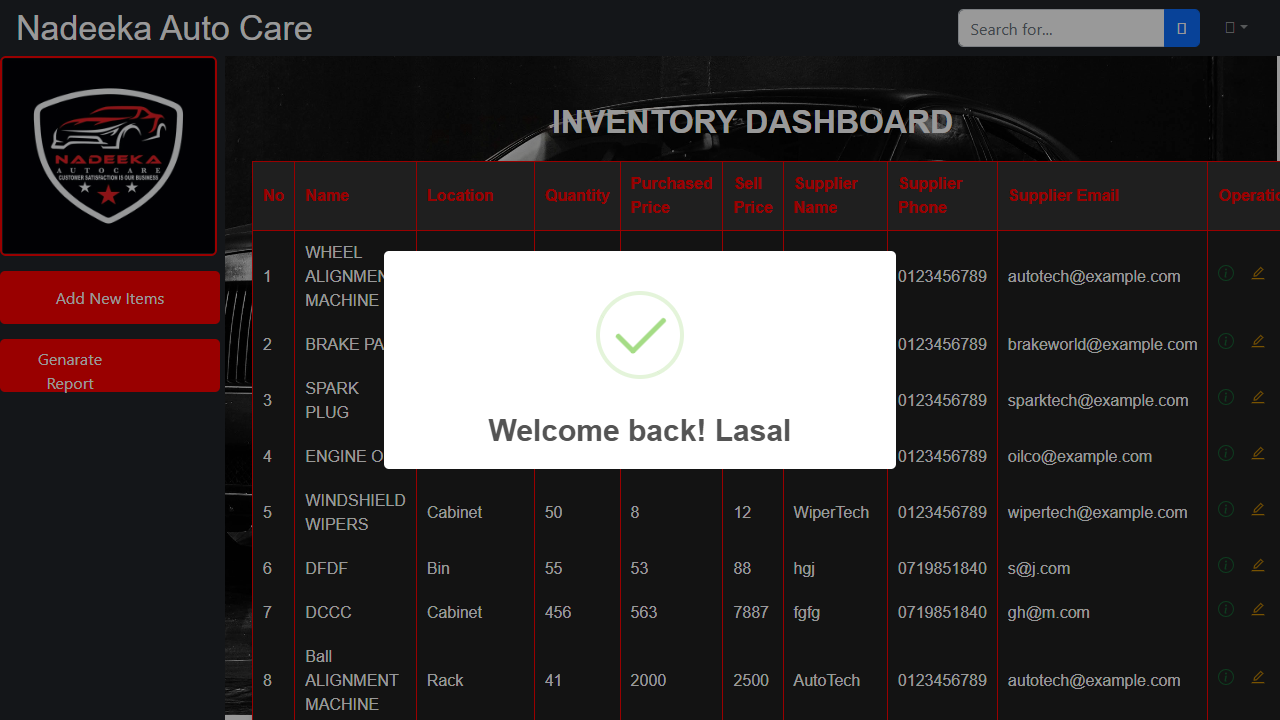 Nadeeka Auto Care
Search for...
NADEEKA
AUTOCARE
CUSTOMER SATISFACTION IS OUR BUSINESS
Add New Items
Genarate
Report
INVENTORY DASHBOARD
No Name Location Quantity Purchased Price Sell Price Supplier Name Supplier Phone Supplier Email Operatio
1 WHEEL ALIGNMEN MACHINE 0123456789 autotech@example.com
2 BRAKE PA 0123456789 brakeworld@example.com
3 SPARK PLUG 0123456789 sparktech@example.com
4 ENGINE O 0123456789 oilco@example.com
Welcome back! Lasal
5 WINDSHIELD WIPERS Cabinet 50 8 12 WiperTech 0123456789 wipertech@example.com
6 DFDF Bin 55 53 88 hgj 0719851840 s@j.com
7 DCCC Cabinet 456 563 7887 fgfg 0719851840 gh@m.com
8 Ball ALIGNMENT MACHINE Rack 41 2000 2500 AutoTech 0123456789 autotech@example.com